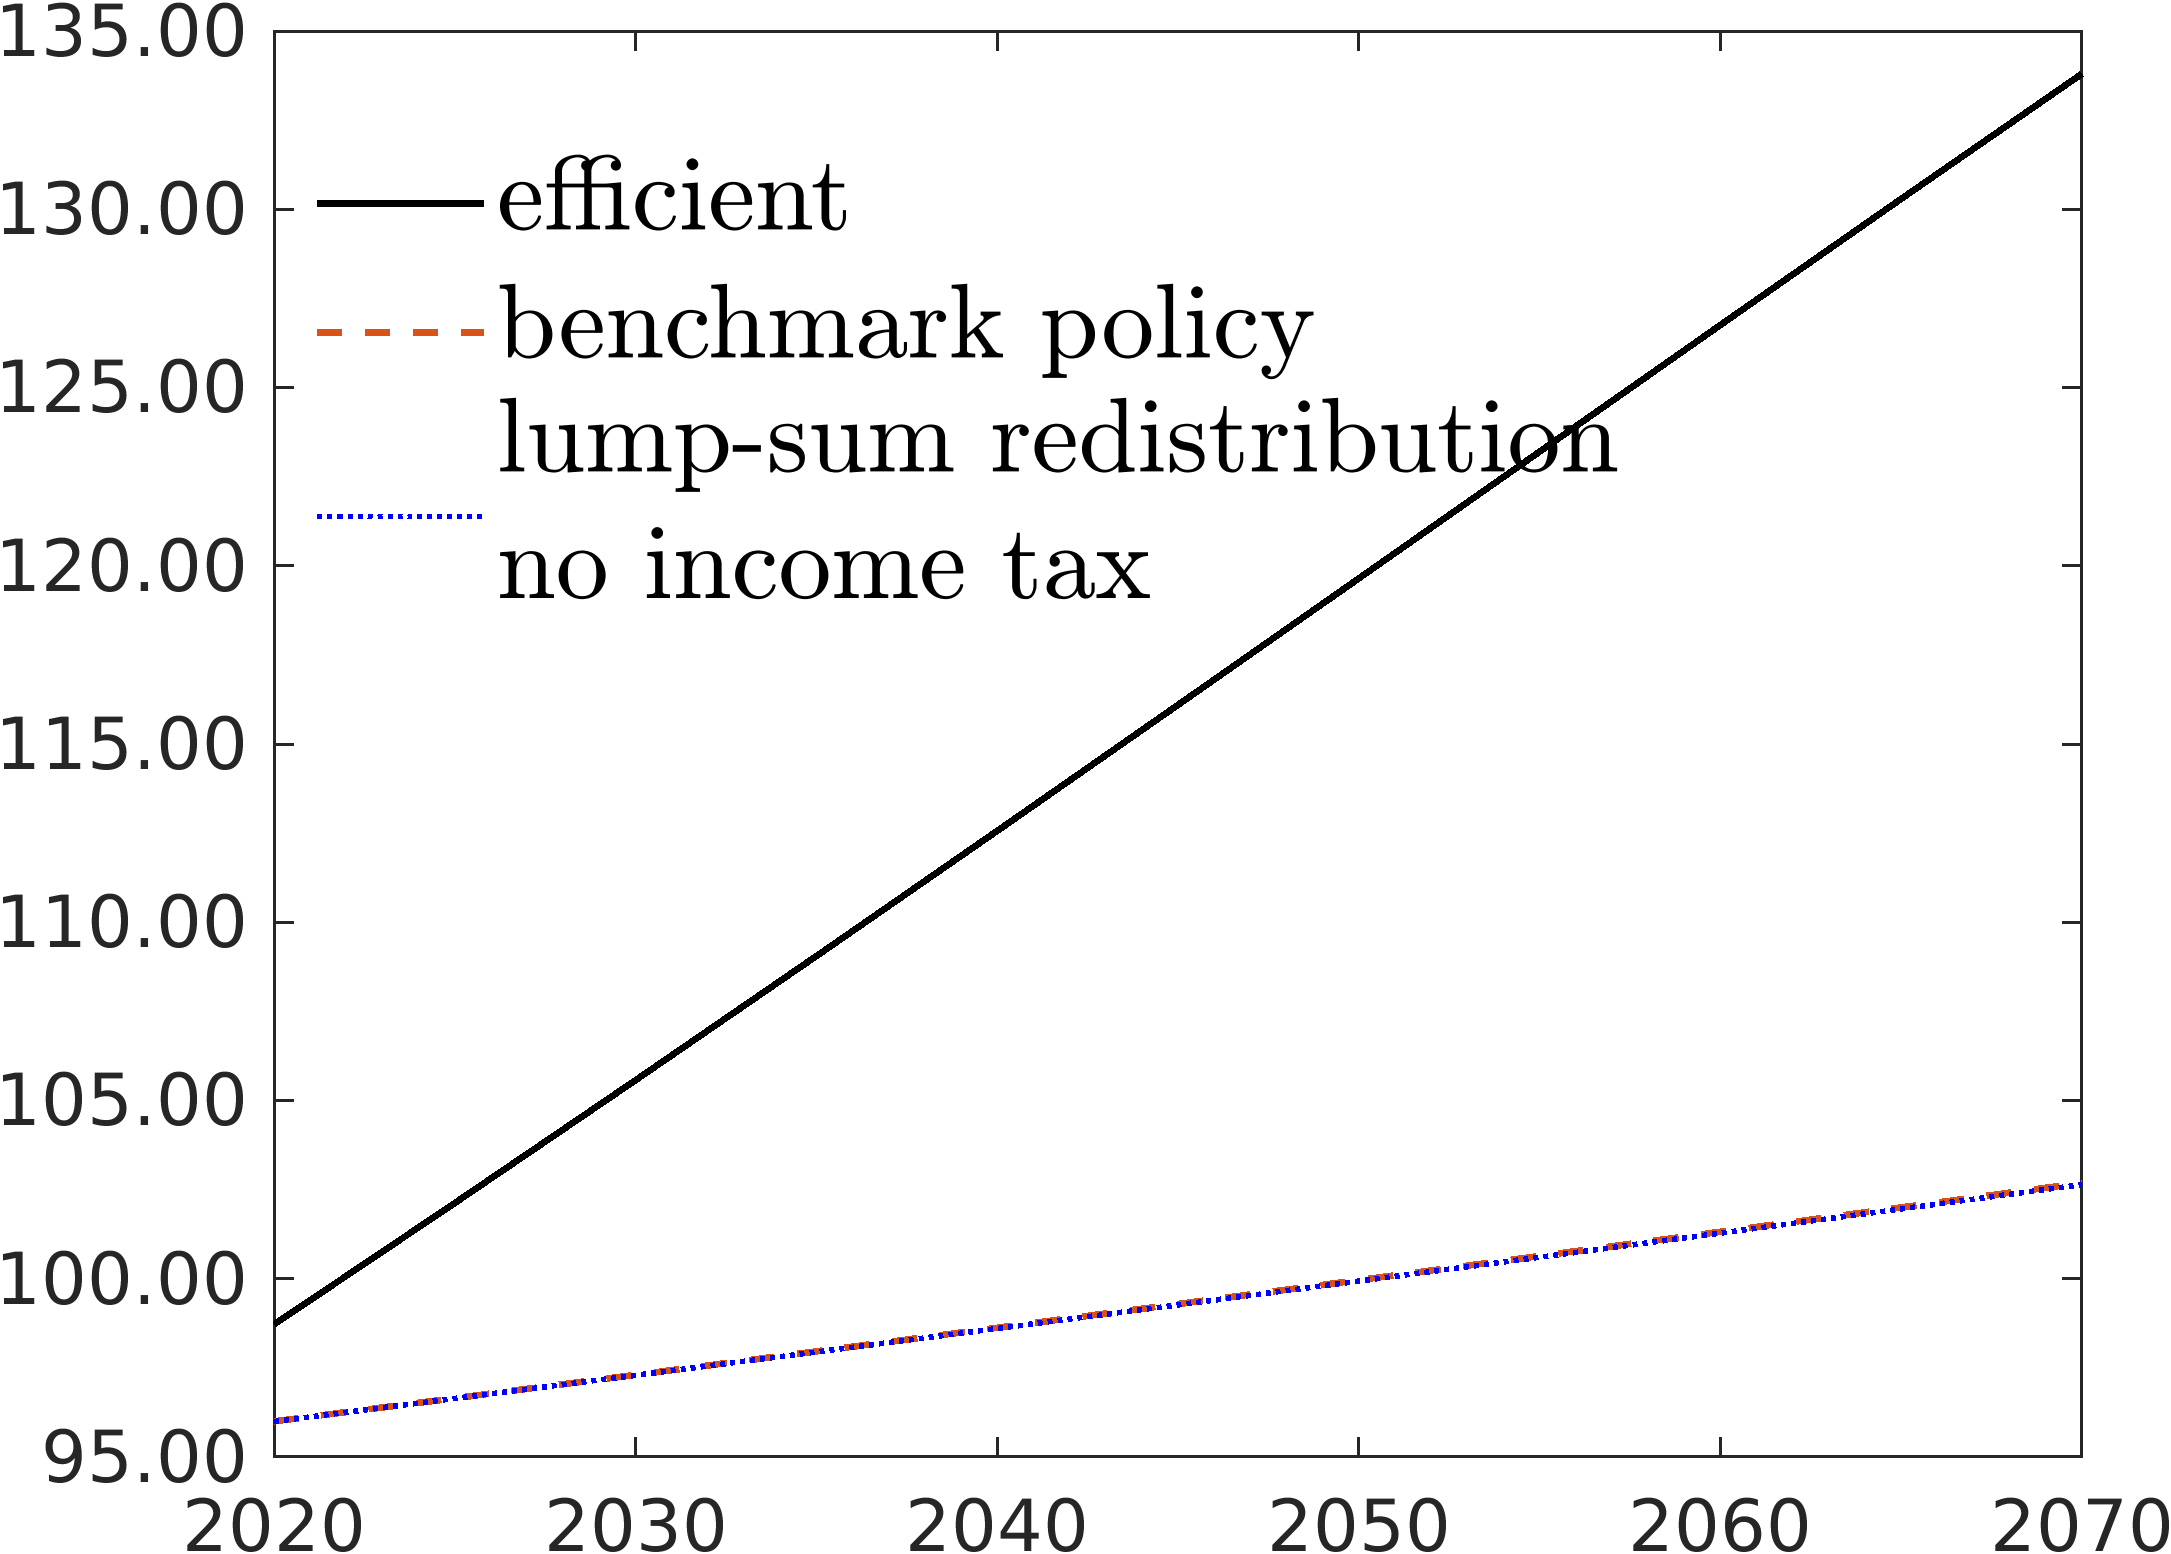 135.00
130.00
125.00
120.00
115.00
110.00
105.00
100.00
95.00
efficient
benchmark policy
lump-sum redistribution
no income tax
2020 2030 2040 2050 2060 2070